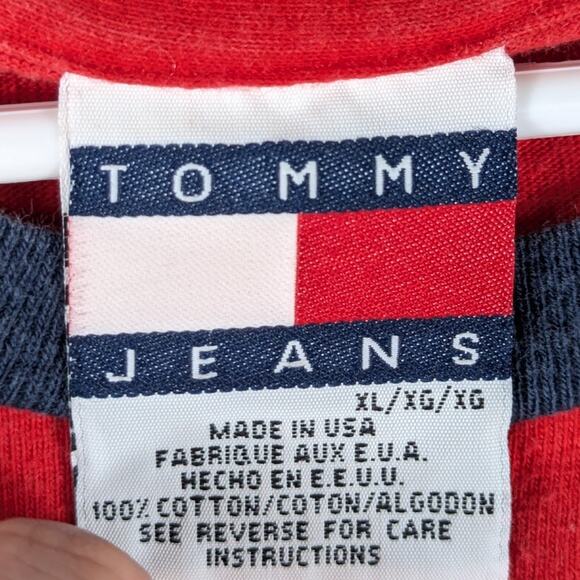 TOMMY
JEANS
XL/XG/XG
MADE IN USA
FABRIQUE AUX E.U.A.
HECHO EN E.E.U.U.
100% COTTON/COTON/ALGODON
SEE REVERSE FOR CARE
INSTRUCTIONS